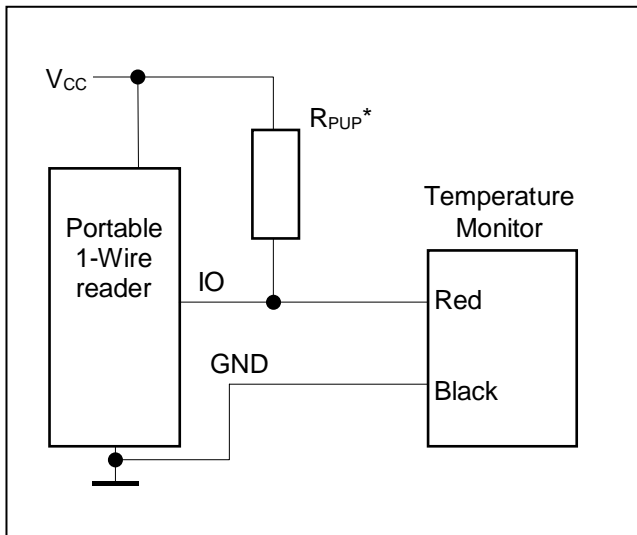 VCC
RPUP*
Temperature
Monitor
Portable
1-Wire
reader
IO
Red
GND
Black